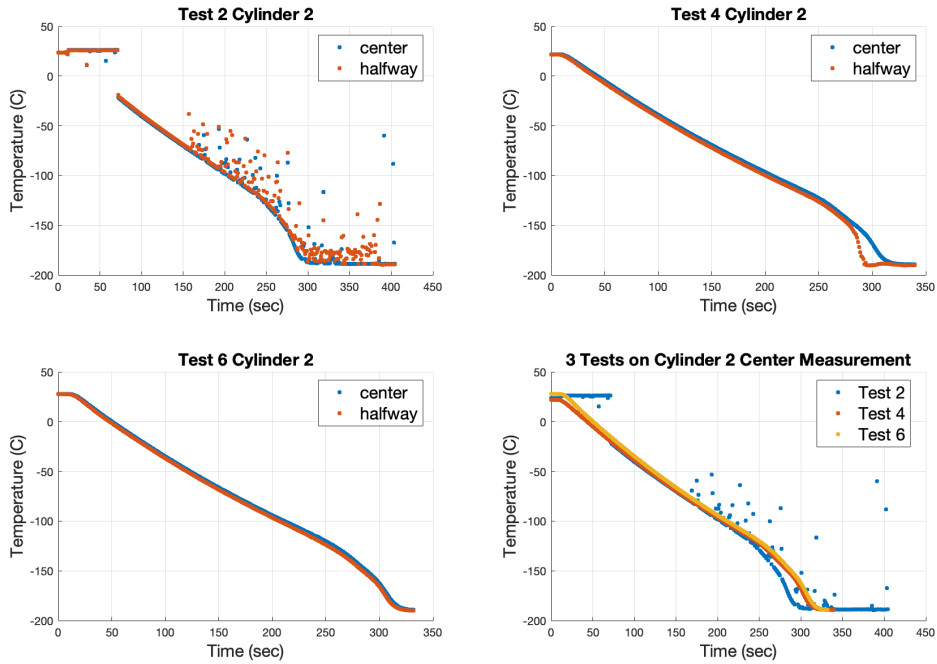 Test 2 Cylinder 2
50
0
-50
-100
-150
-200
Temperature (C)
center
halfway
0 50 100 150 200 250 300 350 400 450
Time (sec)
Test 4 Cylinder 2
50
0
-50
-100
-150
-200
Temperature (C)
center
halfway
0 50 100 150 200 250 300 350
Time (sec)
Test 6 Cylinder 2
50
0
-50
-100
-150
-200
Temperature (C)
center
halfway
0 50 100 150 200 250 300 350
Time (sec)
3 Tests on Cylinder 2 Center Measurement
50
0
-50
-100
-150
-200
Temperature (C)
Test 2
Test 4
Test 6
0 50 100 150 200 250 300 350 400 450
Time (sec)